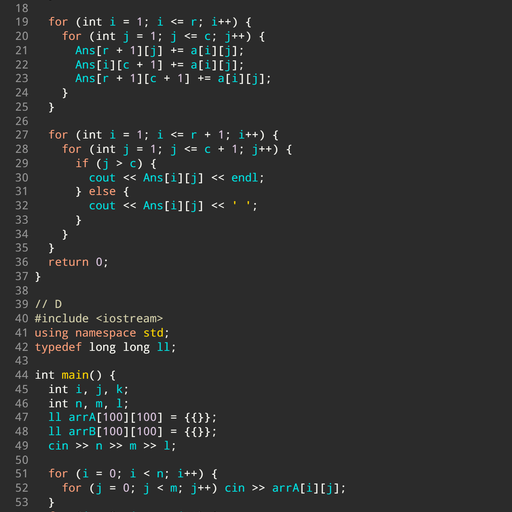 18
19 for (int i = 1; i <= r; i++) {
20 for (int j = 1; j <= c; j++) {
21 Ans[r + 1][j] += a[i][j];
22 Ans[i][c + 1] += a[i][j];
23 Ans[r + 1][c + 1] += a[i][j];
24 }
25 }
26
27 for (int i = 1; i <= r + 1; i++) {
28 for (int j = 1; j <= c + 1; j++) {
29 if (j > c) {
30 cout << Ans[i][j] << endl;
31 } else {
32 cout << Ans[i][j] << ' ';
33 }
34 }
35 }
36 return 0;
37 }
38
39 // D
40 #include <iostream>
41 using namespace std;
42 typedef long long ll;
43
44 int main() {
45 int i, j, k;
46 int n, m, l;
47 ll arrA[100][100] = {{}};
48 ll arrB[100][100] = {{}};
49 cin >> n >> m >> l;
50
51 for (i = 0; i < n; i++) {
52 for (j = 0; j < m; j++) cin >> arrA[i][j];
53 }